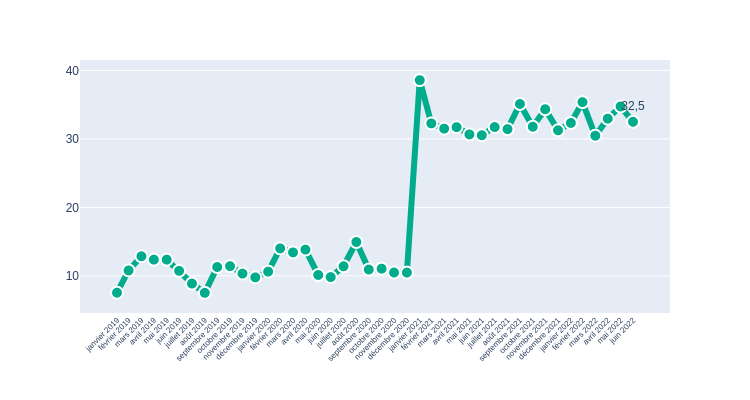 40
30
20
10
32,5
janvier 2019
février 2019
mars 2019
avril 2019
mai 2019
juin 2019
juillet 2019
août 2019
septembre 2019
octobre 2019
novembre 2019
décembre 2019
janvier 2020
février 2020
mars 2020
avril 2020
mai 2020
juin 2020
juillet 2020
août 2020
septembre 2020
octobre 2020
novembre 2020
décembre 2020
janvier 2021
février 2021
mars 2021
avril 2021
mai 2021
juin 2021
juillet 2021
août 2021
septembre 2021
octobre 2021
novembre 2021
décembre 2021
janvier 2022
février 2022
mars 2022
avril 2022
mai 2022
juin 2022